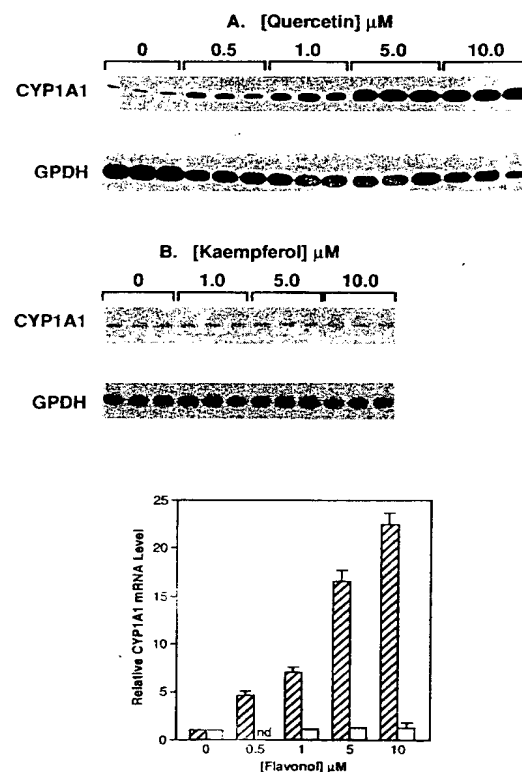 A. [Quercetin] μM
0 0.5 1.0 5.0 10.0
CYP1A1
GPDH
B. [Kaempferol] μM
0 1.0 5.0 10.0
CYP1A1
GPDH
25
20
15
10
5
0
Relative CYP1A1 mRNA Level
nd
0 0.5 1 5 10
[Flavonol] μM